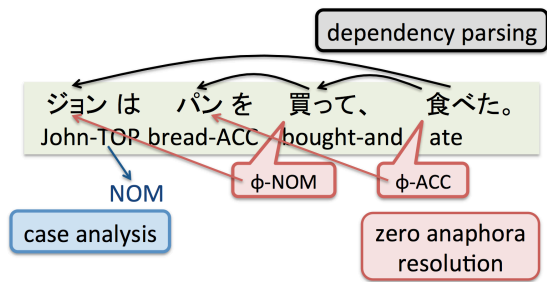 dependency parsing
ジョン は パン を 買って、 食べた。
John-TOP bread-ACC bought-and ate
NOM
ϕ-NOM
ϕ-ACC
case analysis
zero anaphora
resolution